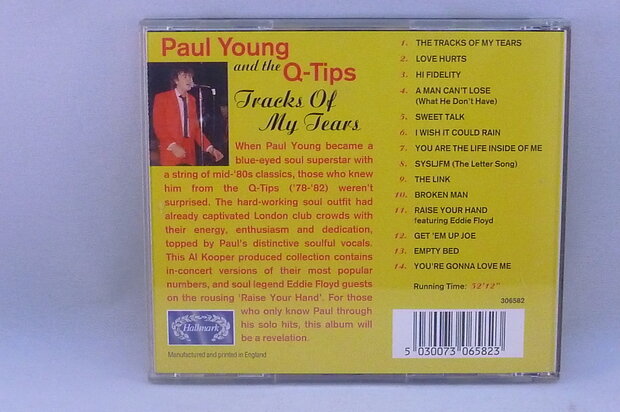 Paul Young
and the Q-Tips
Tracks Of
My Tears
When Paul Young became a
blue-eyed soul superstar with
a string of mid-'80s classics, those who knew
him from the Q-Tips ('78-'82) weren't
surprised. The hard-working soul outfit had
already captivated London club crowds with
their energy, enthusiasm and dedication,
topped by Paul's distinctive soulful vocals.
This Al Kooper produced collection contains
in-concert versions of their most popular
numbers, and soul legend Eddie Floyd guests
on the rousing 'Raise Your Hand'. For those
who only know Paul through
his solo hits, this album will
be a revelation.
Hallmark
Manufactured and printed in England
1. THE TRACKS OF MY TEARS
2. LOVE HURTS
3. HI FIDELITY
4. A MAN CAN'T LOSE
(What He Don't Have)
5. SWEET TALK
6. I WISH IT COULD RAIN
7. YOU ARE THE LIFE INSIDE OF ME
8. SYSLJFM (The Letter Song)
9. THE LINK
10. BROKEN MAN
11. RAISE YOUR HAND
featuring Eddie Floyd
12. GET 'EM UP JOE
13. EMPTY BED
14. YOU'RE GONNA LOVE ME
Running Time: 52'12"
306582
5 030073 065823